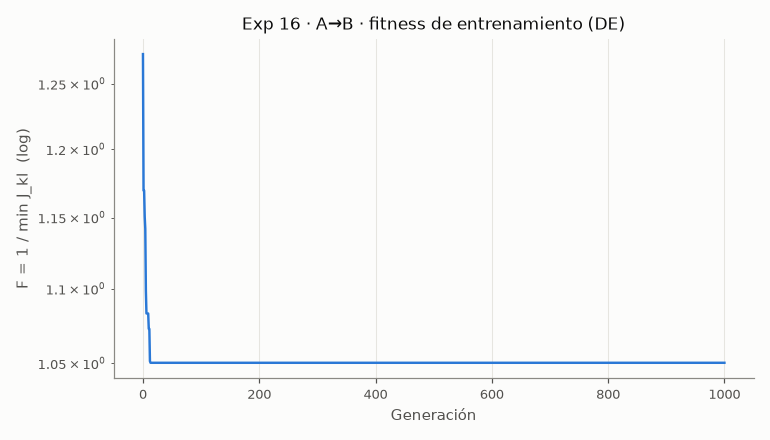 Exp 16 · A→B · fitness de entrenamiento (DE)
F = 1 / min J_kl (log)
1.25 × 10⁰
1.2 × 10⁰
1.15 × 10⁰
1.1 × 10⁰
1.05 × 10⁰
0 200 400 600 800 1000
Generación